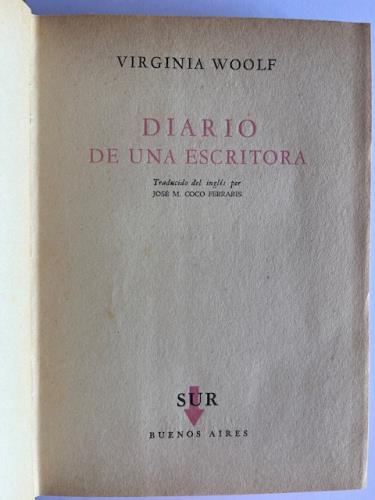 VIRGINIA WOOLF
DIARIO
DE UNA ESCRITORA
Traducido del inglés por
JOSÉ M. COCO FERRARIS
SUR
BUENOS AIRES